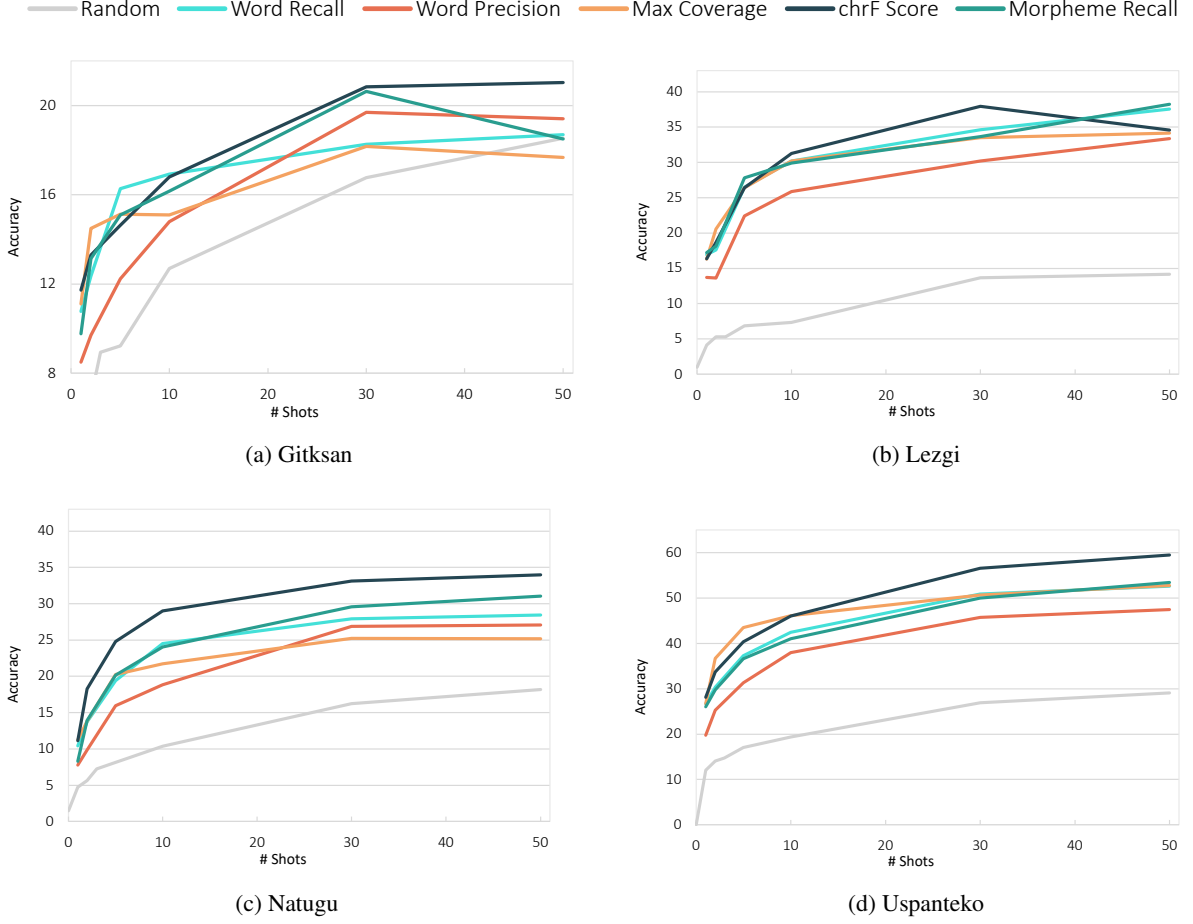 Random Word Recall Word Precision Max Coverage chrF Score Morpheme Recall
20
16
12
8
Accuracy
0 10 20 30 40 50
# Shots
(a) Gitksan
40
35
30
25
20
15
10
5
0
Accuracy
0 10 20 30 40 50
# Shots
(b) Lezgi
40
35
30
25
20
15
10
5
0
Accuracy
0 10 20 30 40 50
# Shots
(c) Natugu
60
50
40
30
20
10
0
Accuracy
0 10 20 30 40 50
# Shots
(d) Uspanteko